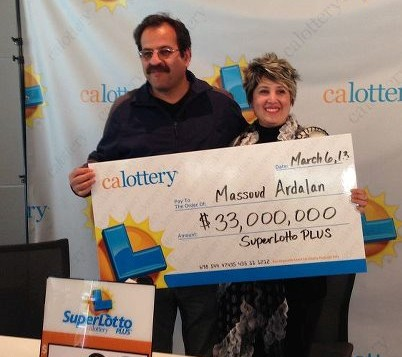 calottery
calottery
calottery
calottery
Date: March 6, 13
Pay To
The Order Of: Massoud Ardalan
$ 33,000,000
Amount:
SuperLotto PLUS
SuperLotto
calottery PLUS